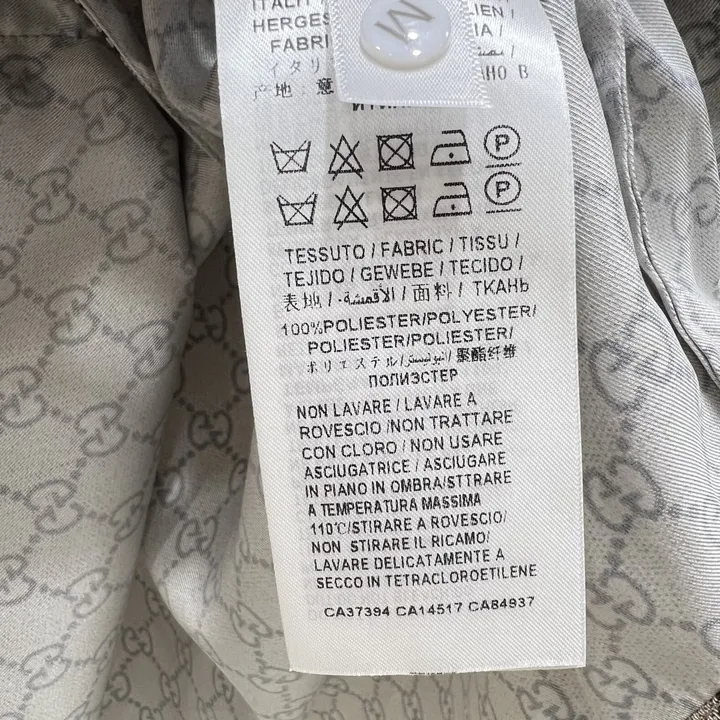 HERGES
FABRI
イタリ
产地: 意
M
НО В
P
P
TESSUTO / FABRIC / TISSU /
TEJIDO / GEWEBE / TECIDO /
表地 / الأقمشة / 面料 / ТКАНЬ
100%POLIESTER/POLYESTER/
POLIESTER/POLIESTER/
ポリエステル/ / 聚酯纤维
ПОЛИЭСТЕР
NON LAVARE / LAVARE A
ROVESCIO /NON TRATTARE
CON CLORO / NON USARE
ASCIUGATRICE / ASCIUGARE
IN PIANO IN OMBRA/STTRARE
A TEMPERATURA MASSIMA
110℃/STIRARE A ROVESCIO/
NON STIRARE IL RICAMO/
LAVARE DELICATAMENTE A
SECCO IN TETRACLOROETILENE
CA37394 CA14517 CA84937